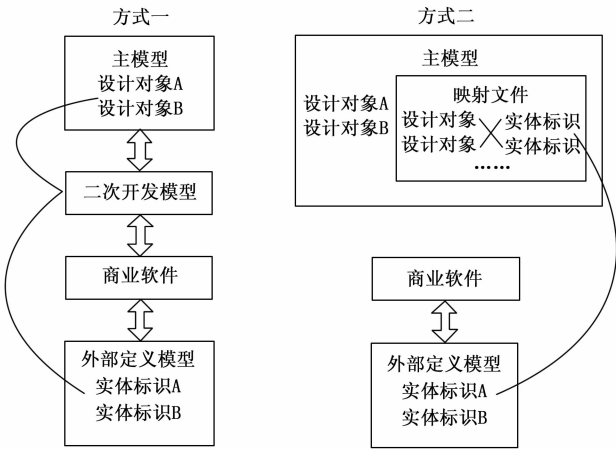 方式一
主模型
设计对象A
设计对象B
二次开发模型
商业软件
外部定义模型
实体标识A
实体标识B
方式二
主模型
设计对象A
设计对象B
映射文件
设计对象 实体标识
设计对象 实体标识
……
商业软件
外部定义模型
实体标识A
实体标识B